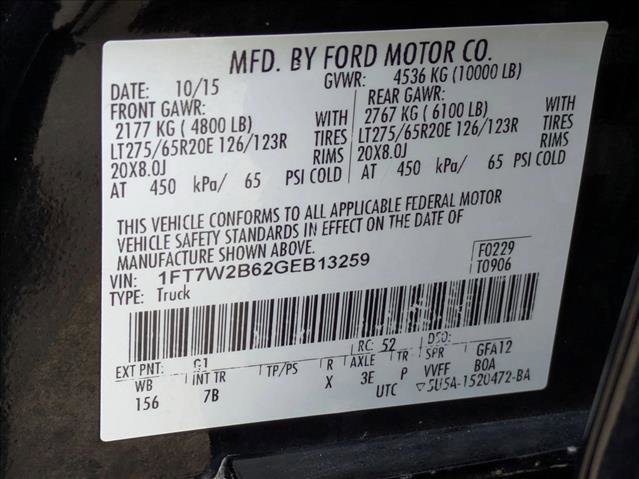 MFD. BY FORD MOTOR CO.
DATE: 10/15 GVWR: 4536 KG (10000 LB)
FRONT GAWR: REAR GAWR:
2177 KG ( 4800 LB) WITH 2767 KG ( 6100 LB) WITH
LT275/65R20E 126/123R TIRES LT275/65R20E 126/123R TIRES
20X8.0J RIMS 20X8.0J RIMS
AT 450 kPa/ 65 PSI COLD AT 450 kPa/ 65 PSI COLD
THIS VEHICLE CONFORMS TO ALL APPLICABLE FEDERAL MOTOR
VEHICLE SAFETY STANDARDS IN EFFECT ON THE DATE OF
MANUFACTURE SHOWN ABOVE.
VIN: 1FT7W2B62GEB13259 F0229
TYPE: Truck T0906
EXT PNT: G1 RC: 52 DSO:
WB INT TR TP/PS R AXLE TR SPR GFA12
156 7B X 3E P VVFF BOA
UTC ▽5U5A-1520472-BA